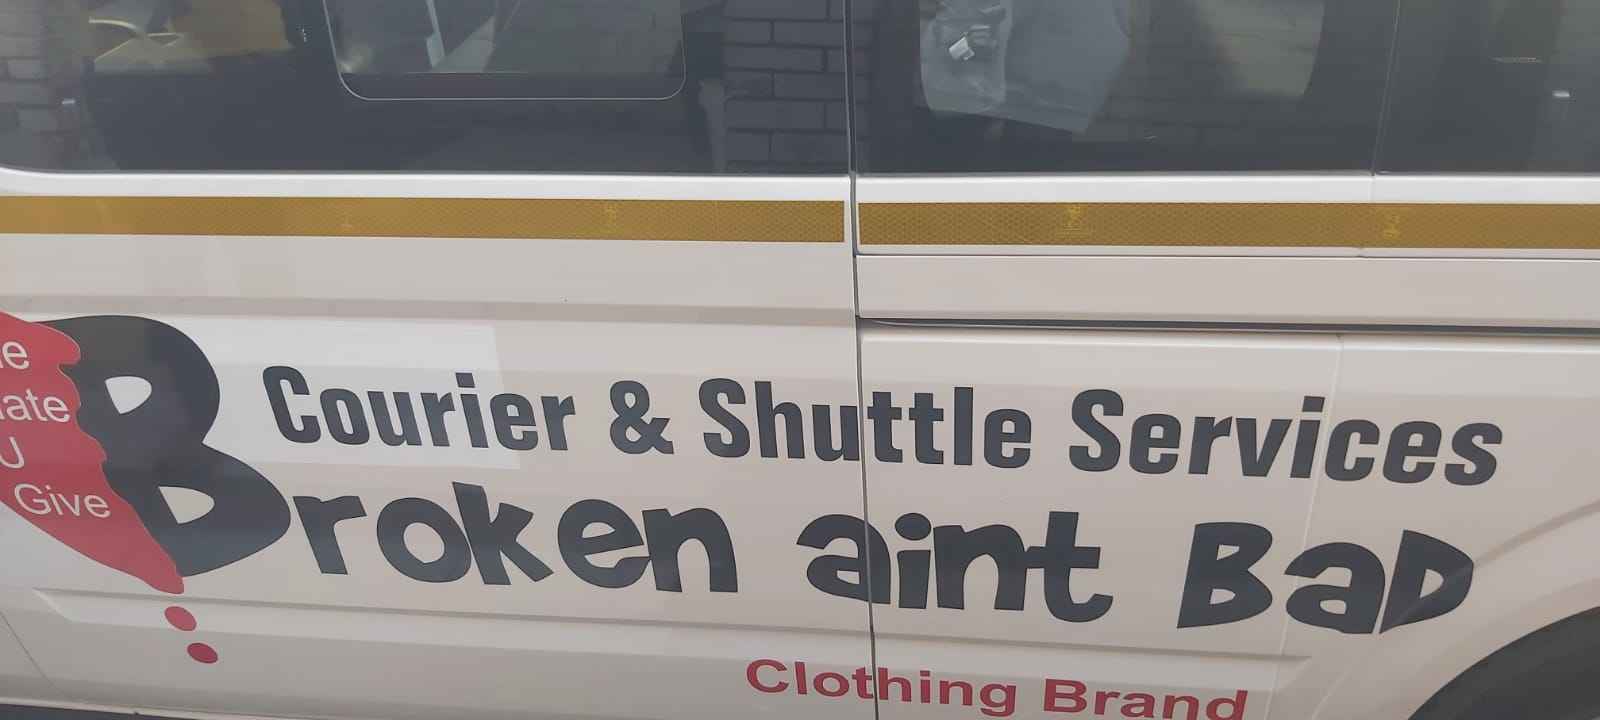 U
Give
Courier & Shuttle Services
Broken aint Bad
Clothing Brand